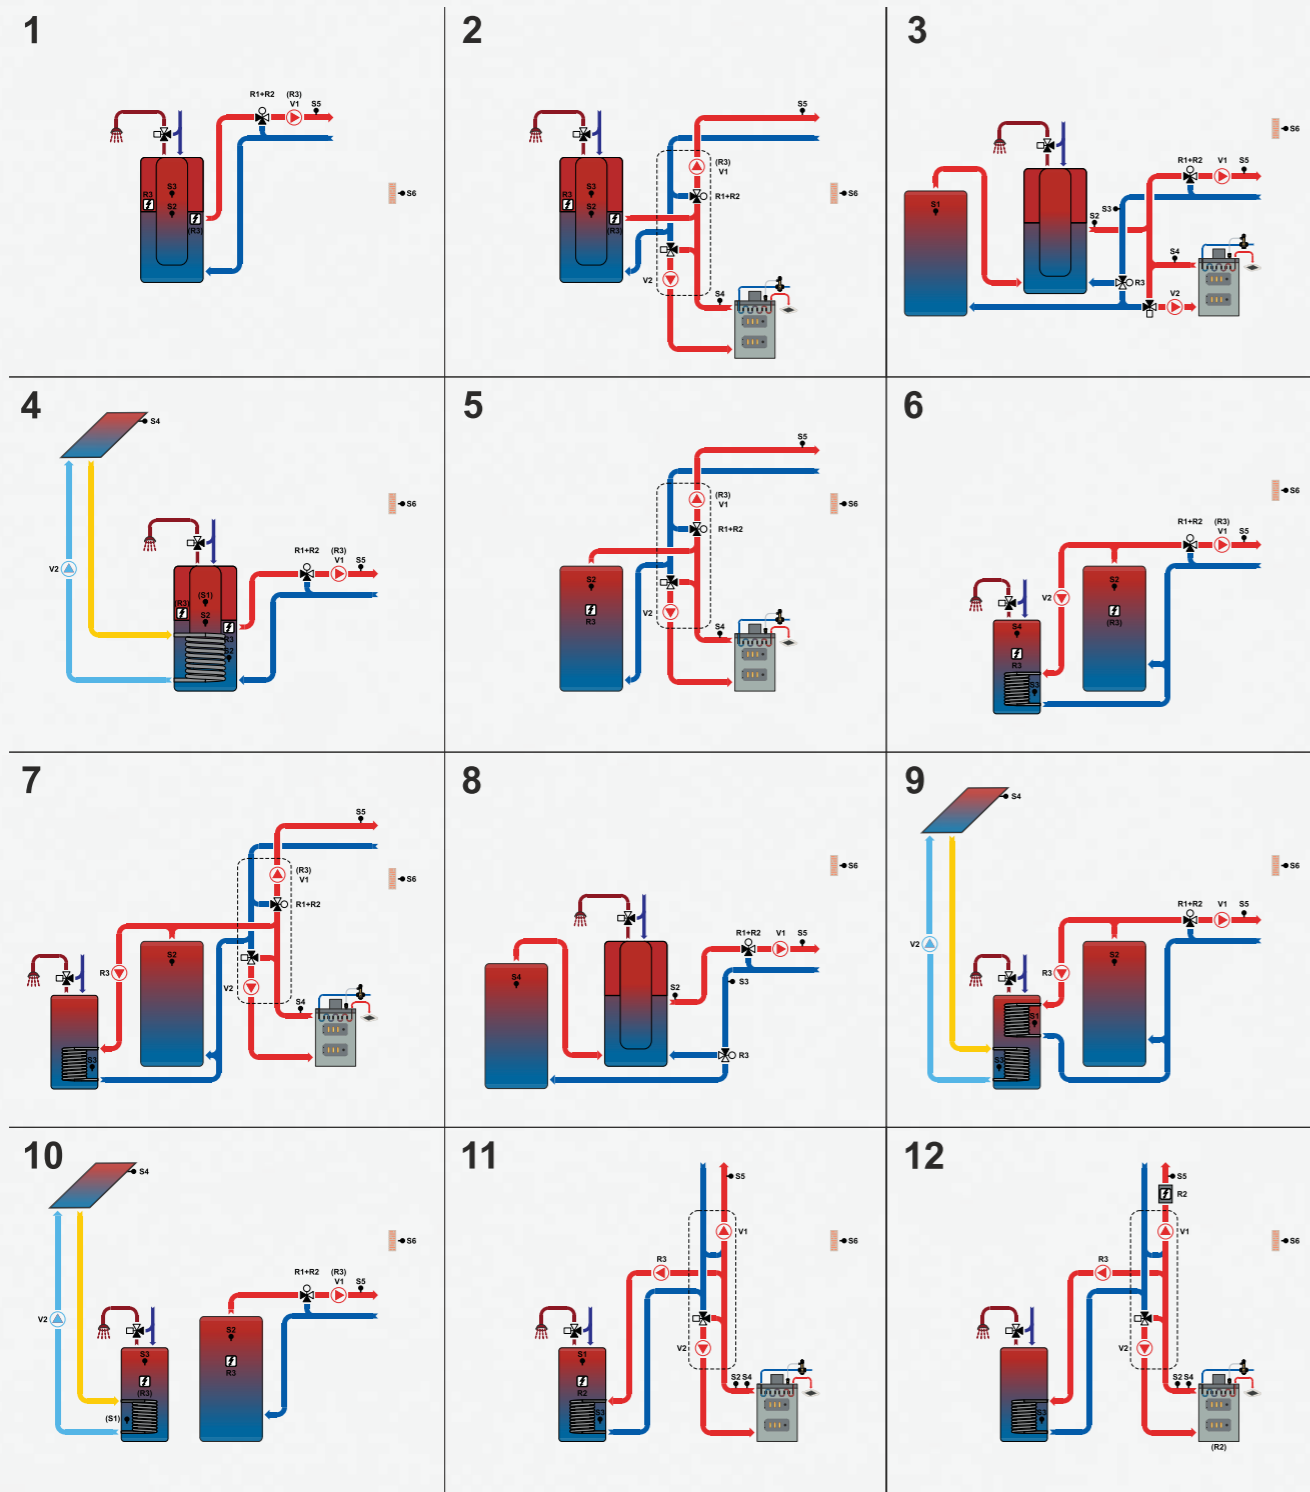 1
R1+R2
(R3)
V1
S5
R3
S3
S2
(R3)
S6
2
S5
(R3)
V1
R3
S3
S2
(R3)
R1+R2
S6
V2
S4
3
S6
R1+R2
V1
S5
S1
S3
S2
S4
R3
V2
4
S4
S6
R1+R2
(R3)
V1
S5
V2
(S1)
(R3)
S2
R3
S2
5
S5
(R3)
V1
S6
R1+R2
S2
R3
V2
S4
6
S6
R1+R2
(R3)
V1
S5
S2
(R3)
V2
S4
R3
S3
7
S5
(R3)
V1
S6
R1+R2
S2
R3
V2
S4
S3
8
S6
R1+R2
V1
S5
S4
S2
S3
R3
9
S4
S6
R1+R2
V1
S5
V2
S2
R3
S1
S3
10
S4
S6
R1+R2
(R3)
V1
S5
V2
S2
R3
S3
(R3)
(S1)
11
S5
V1
S6
R3
S1
R2
V2
S2 S4
S3
12
S5
R2
V1
S6
R3
V2
S2 S4
S3
(R2)